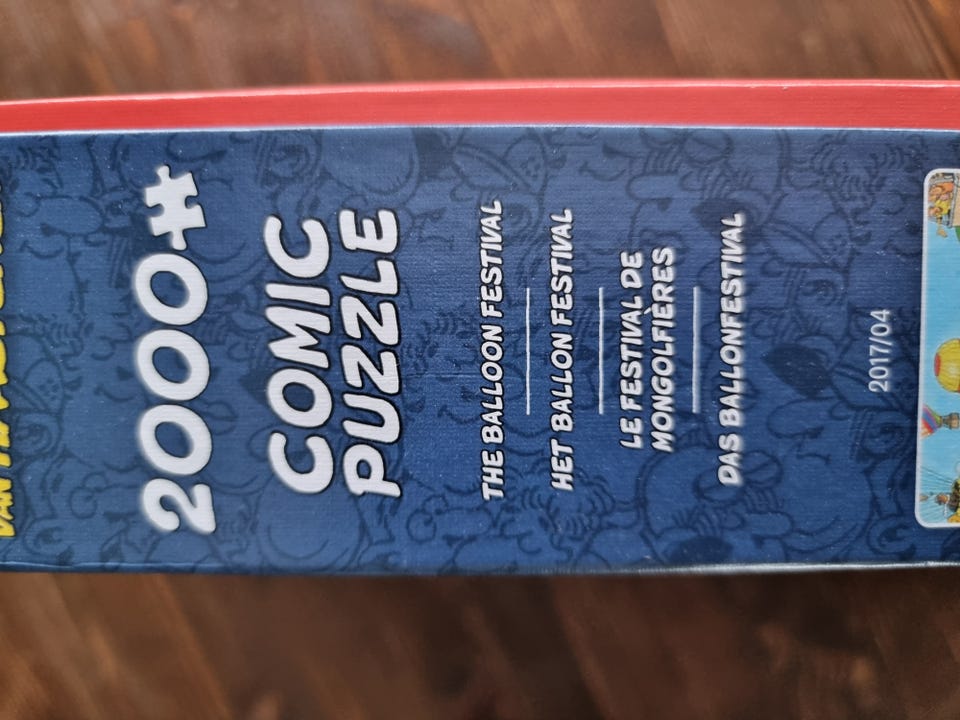 2000
COMIC
PUZZLE
THE BALLOON FESTIVAL
HET BALLON FESTIVAL
LE FESTIVAL DE
MONGOLFIÈRES
DAS BALLONFESTIVAL
2017/04